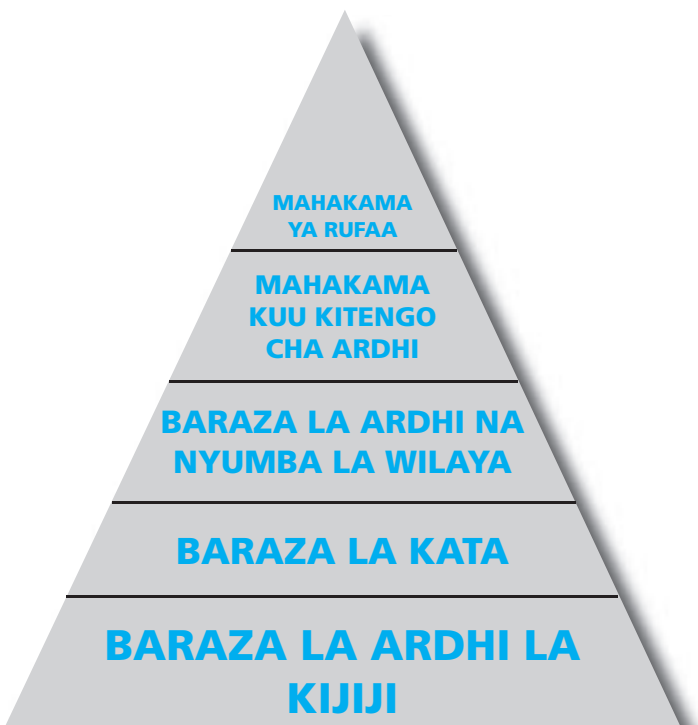 MAHAKAMA
YA RUFAA
MAHAKAMA
KUU KITENGO
CHA ARDHI
BARAZA LA ARDHI NA
NYUMBA LA WILAYA
BARAZA LA KATA
BARAZA LA ARDHI LA
KIJIJI